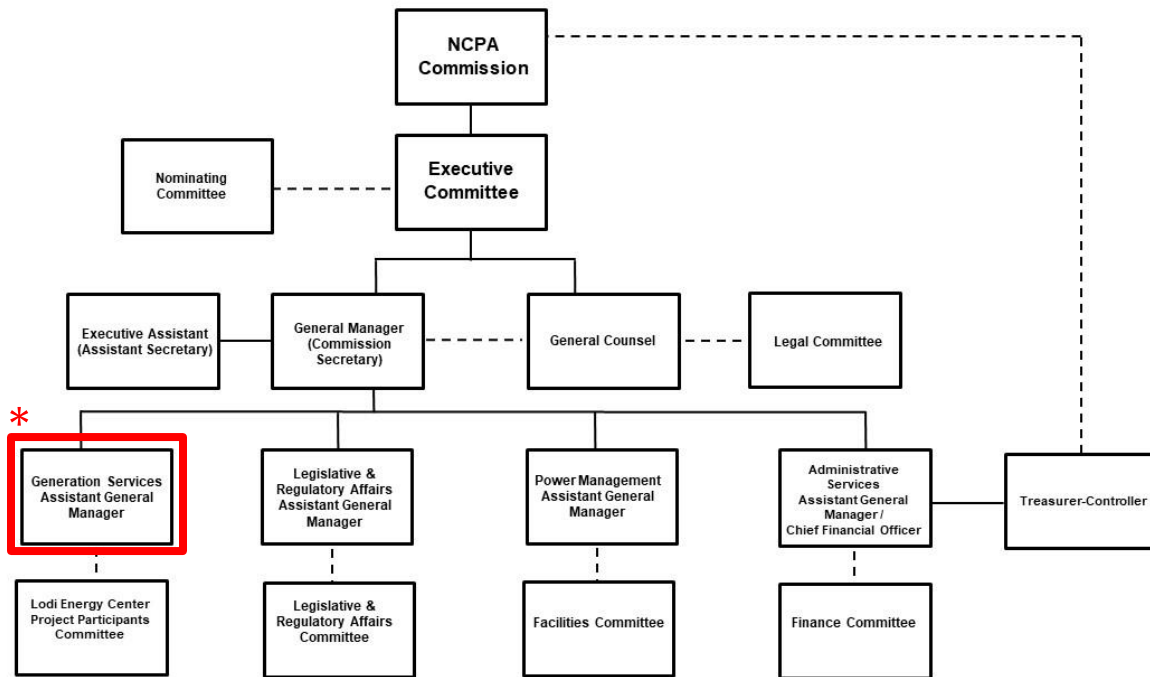 NCPA
Commission
Executive
Committee
Nominating
Committee
Executive Assistant
(Assistant Secretary)
General Manager
(Commission
Secretary)
General Counsel
Legal Committee
*
Generation Services
Assistant General
Manager
Legislative &
Regulatory Affairs
Assistant General
Manager
Power Management
Assistant General
Manager
Administrative
Services
Assistant General
Manager /
Chief Financial Officer
Treasurer-Controller
Lodi Energy Center
Project Participants
Committee
Legislative &
Regulatory Affairs
Committee
Facilities Committee
Finance Committee